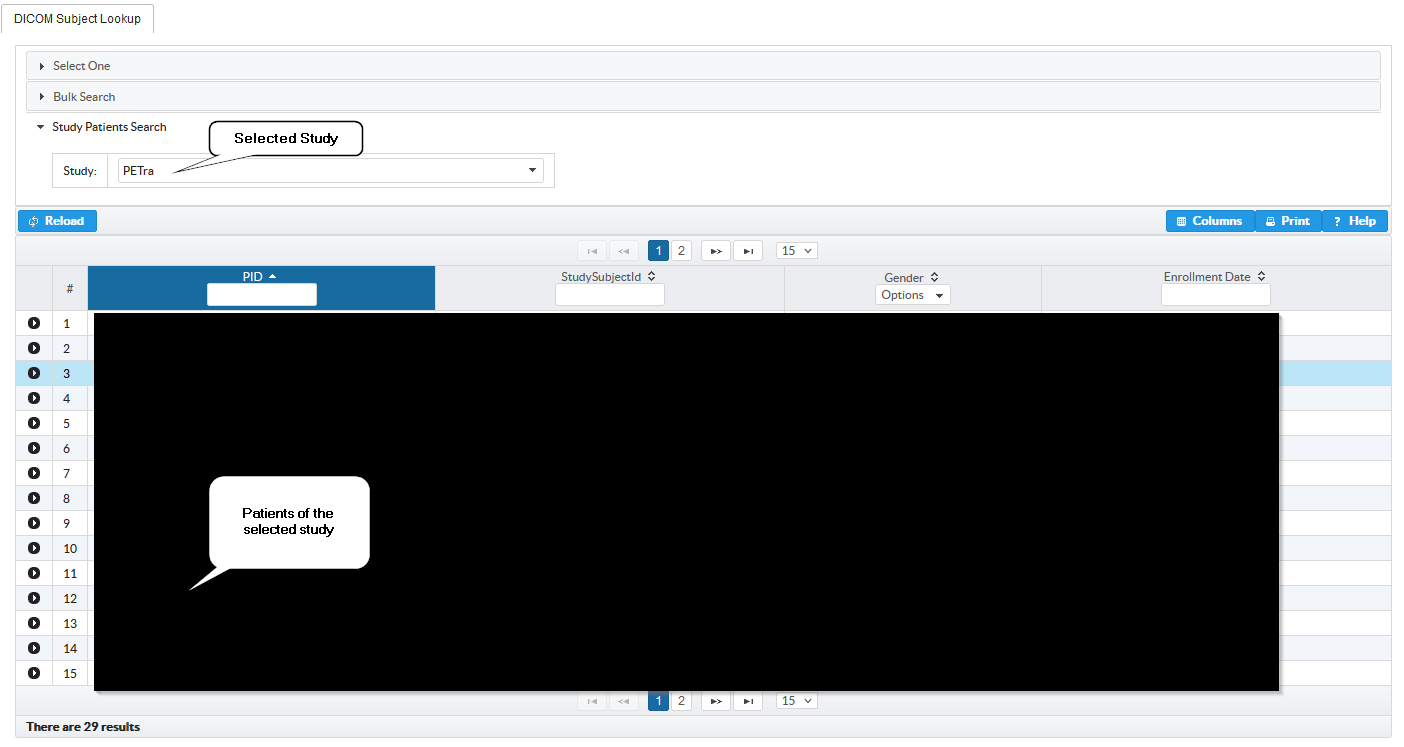 DICOM Subject Lookup
Select One
Bulk Search
Study Patients Search
Selected Study
Study: PETra
Reload Columns Print ? Help
1 2 15
# PID StudySubjectId Gender Enrollment Date
Options
1
2
3
4
5
6
7
8
9
10
11
12
13
14
15
Patients of the
selected study
1 2 15
There are 29 results